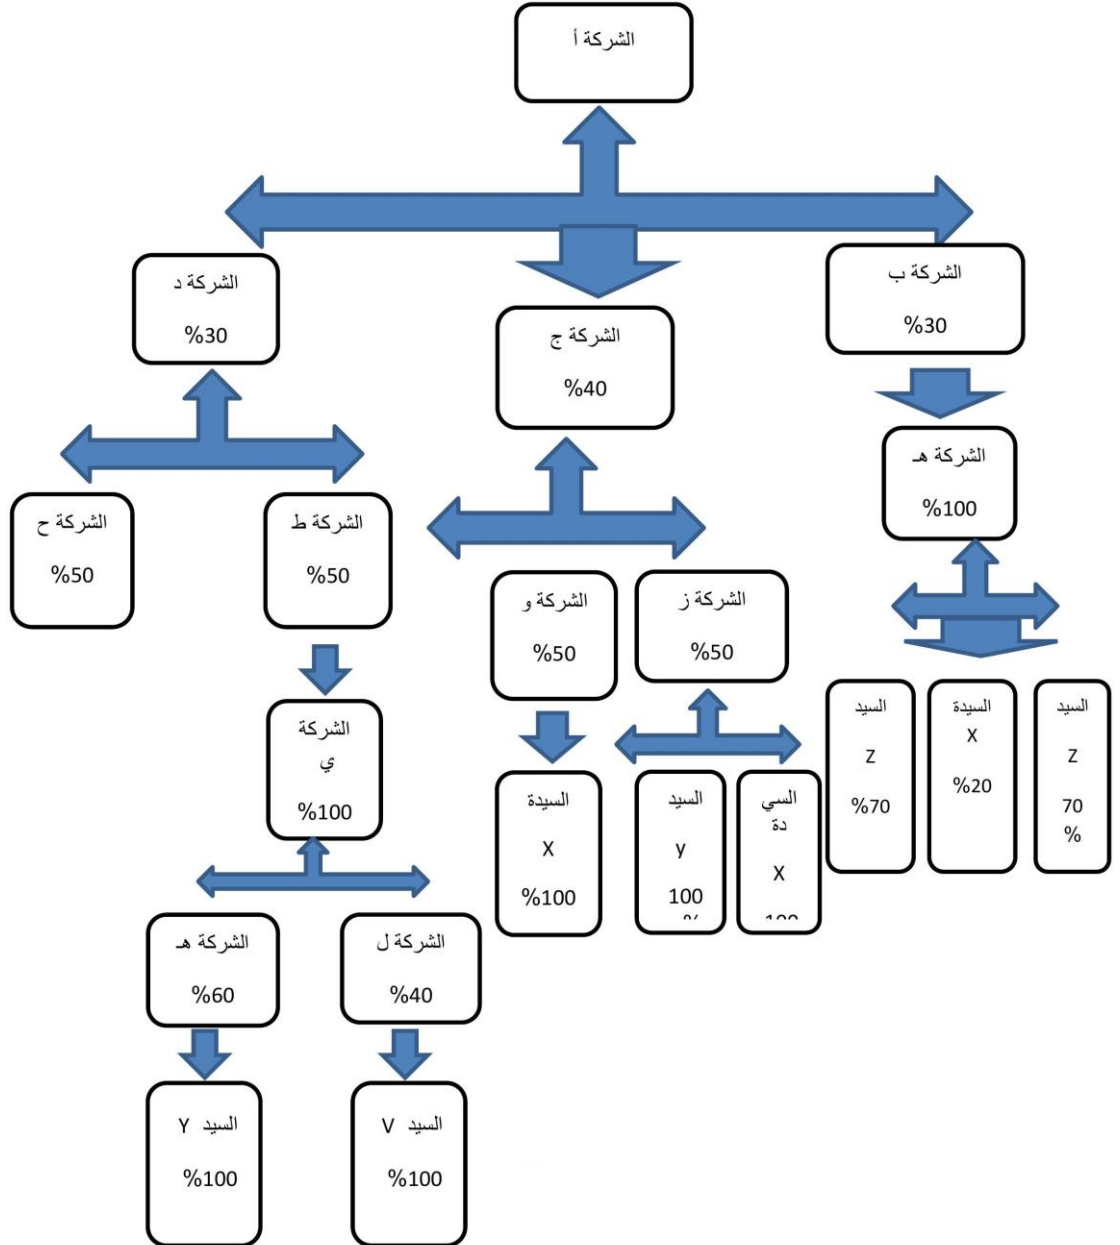 الشركة أ
الشركة ب
%30
الشركة ج
%40
الشركة د
%30
الشركة هـ
%100
الشركة ط
%50
الشركة ح
%50
الشركة ز
%50
الشركة و
%50
السيد
Z
70
%
السيدة
X
%20
السيد
Z
%70
الشركة
ي
%100
السي
دة
X
السيد
y
100
%
السيدة
X
%100
الشركة ل
%40
الشركة هـ
%60
السيد V
%100
السيد Y
%100